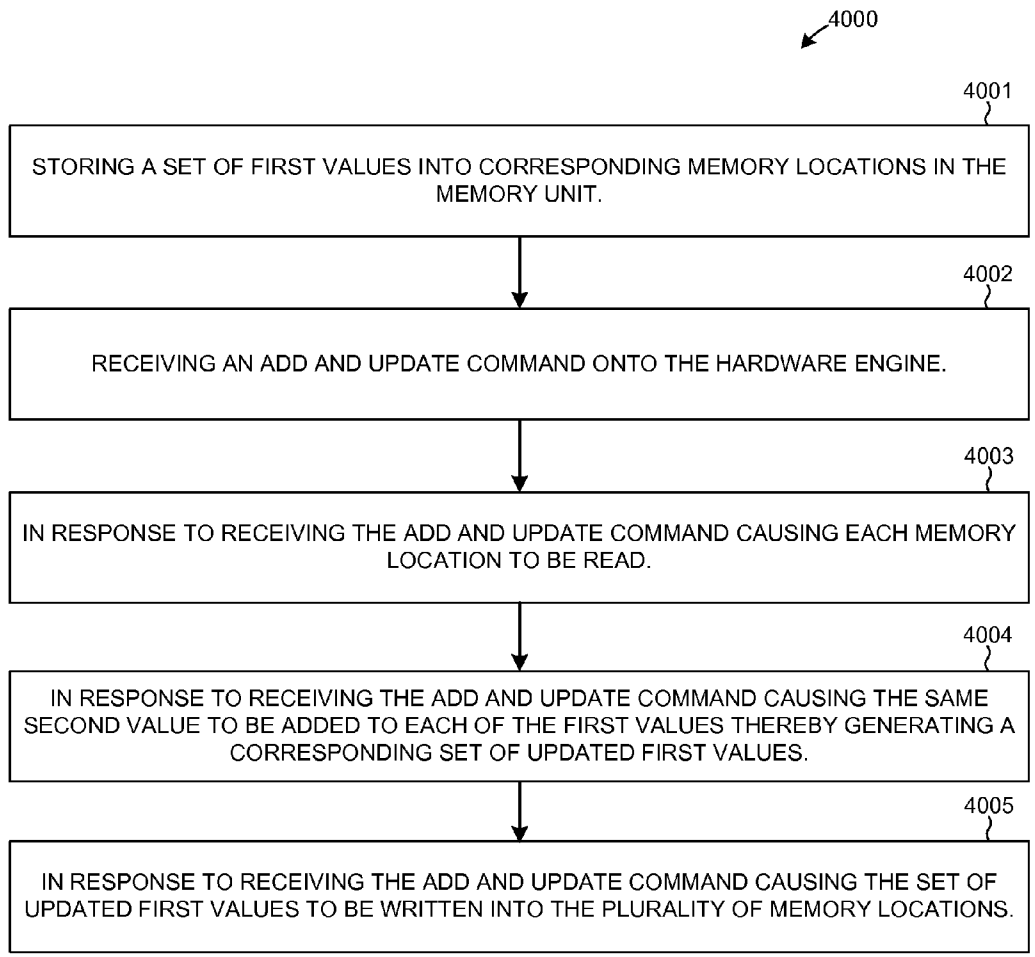 4000
4001
STORING A SET OF FIRST VALUES INTO CORRESPONDING MEMORY LOCATIONS IN THE
MEMORY UNIT.
4002
RECEIVING AN ADD AND UPDATE COMMAND ONTO THE HARDWARE ENGINE.
4003
IN RESPONSE TO RECEIVING THE ADD AND UPDATE COMMAND CAUSING EACH MEMORY
LOCATION TO BE READ.
4004
IN RESPONSE TO RECEIVING THE ADD AND UPDATE COMMAND CAUSING THE SAME
SECOND VALUE TO BE ADDED TO EACH OF THE FIRST VALUES THEREBY GENERATING A
CORRESPONDING SET OF UPDATED FIRST VALUES.
4005
IN RESPONSE TO RECEIVING THE ADD AND UPDATE COMMAND CAUSING THE SET OF
UPDATED FIRST VALUES TO BE WRITTEN INTO THE PLURALITY OF MEMORY LOCATIONS.